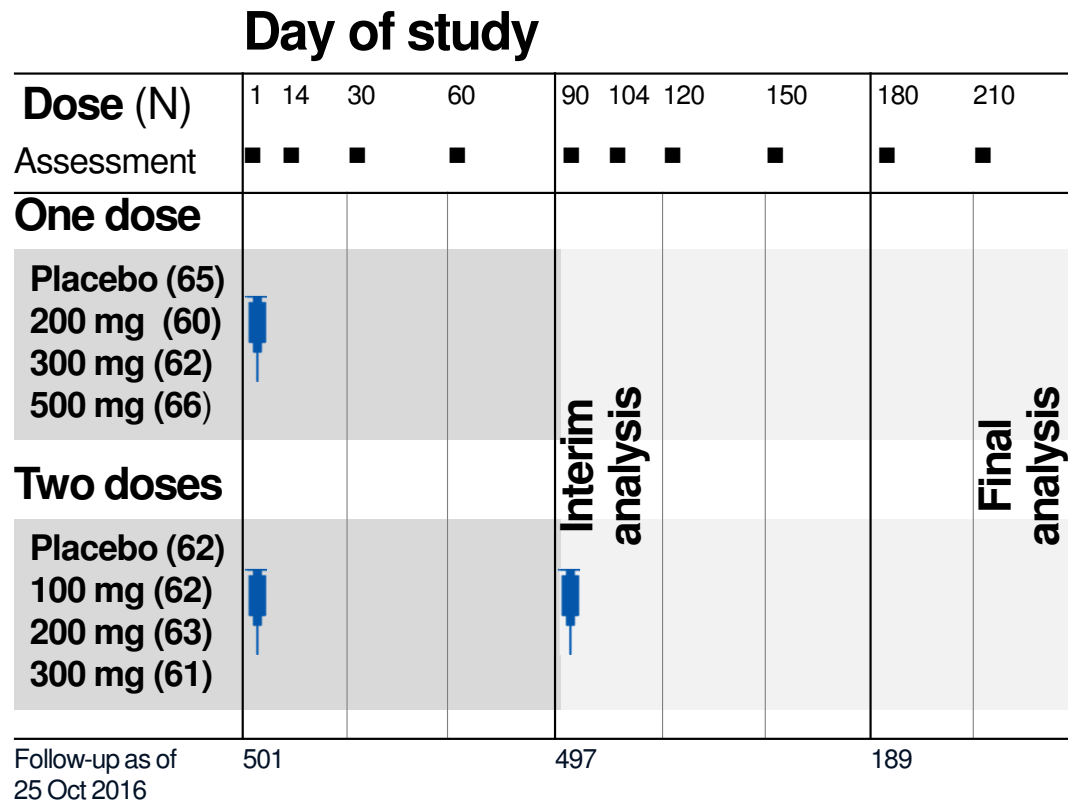 Day of study
Dose (N) 1 14 30 60 90 104 120 150 180 210
Assessment
One dose
Placebo (65)
200 mg (60)
300 mg (62)
500 mg (66)
Interim
analysis
Final
analysis
Two doses
Placebo (62)
100 mg (62)
200 mg (63)
300 mg (61)
Follow-up as of 501 497 189
25 Oct 2016